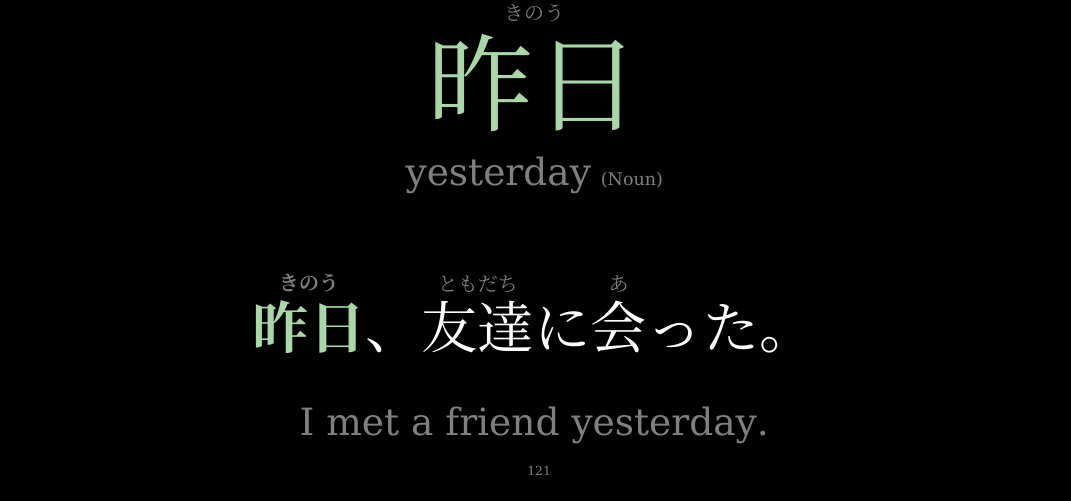 きのう
昨日
yesterday (Noun)
きのう ともだち あ
昨日、友達に会った。
I met a friend yesterday.
121